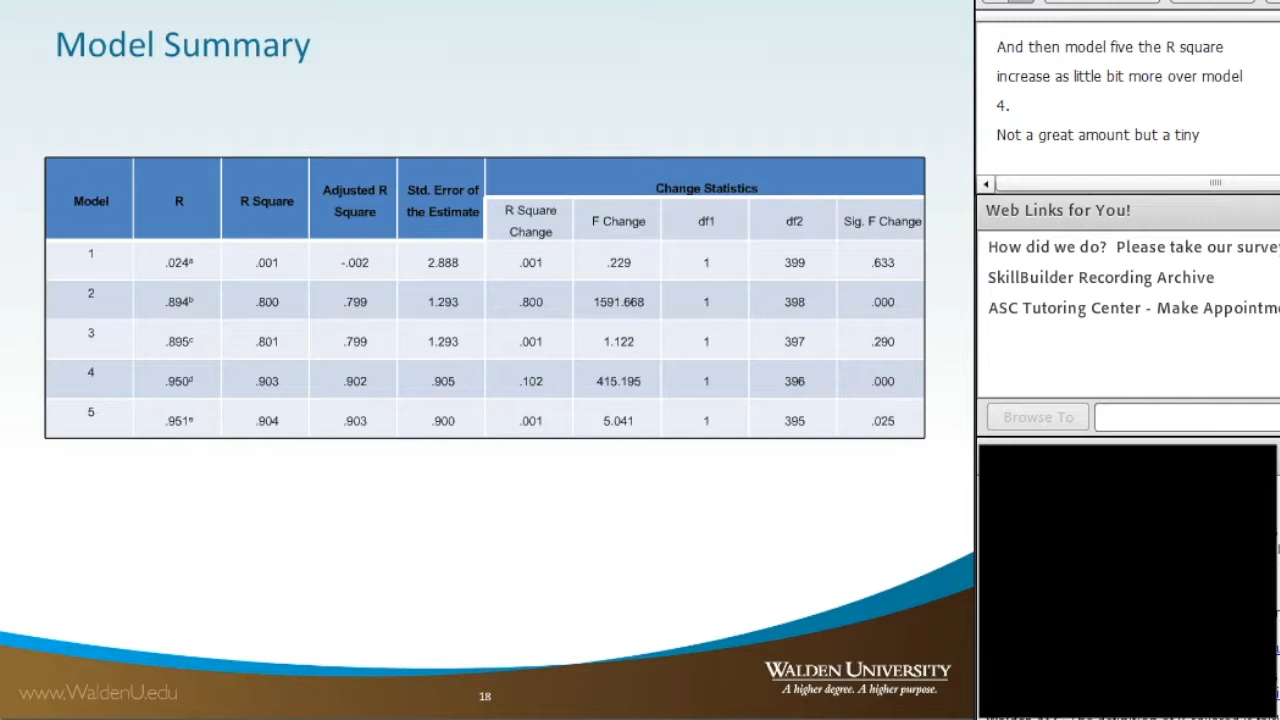 Model Summary
Model R R Square Adjusted R Square Std. Error of the Estimate Change Statistics
R Square Change F Change df1 df2 Sig. F Change
1 .024a .001 -.002 2.888 .001 .229 1 399 .633
2 .894b .800 .799 1.293 .800 1591.668 1 398 .000
3 .895c .801 .799 1.293 .001 1.122 1 397 .290
4 .950d .903 .902 .905 .102 415.195 1 396 .000
5 .951e .904 .903 .900 .001 5.041 1 395 .025
www.WaldenU.edu
18
WALDEN UNIVERSITY
A higher degree. A higher purpose.
And then model five the R square
increase as little bit more over model
4.
Not a great amount but a tiny
Web Links for You!
How did we do? Please take our surve
SkillBuilder Recording Archive
ASC Tutoring Center - Make Appointm
Browse To